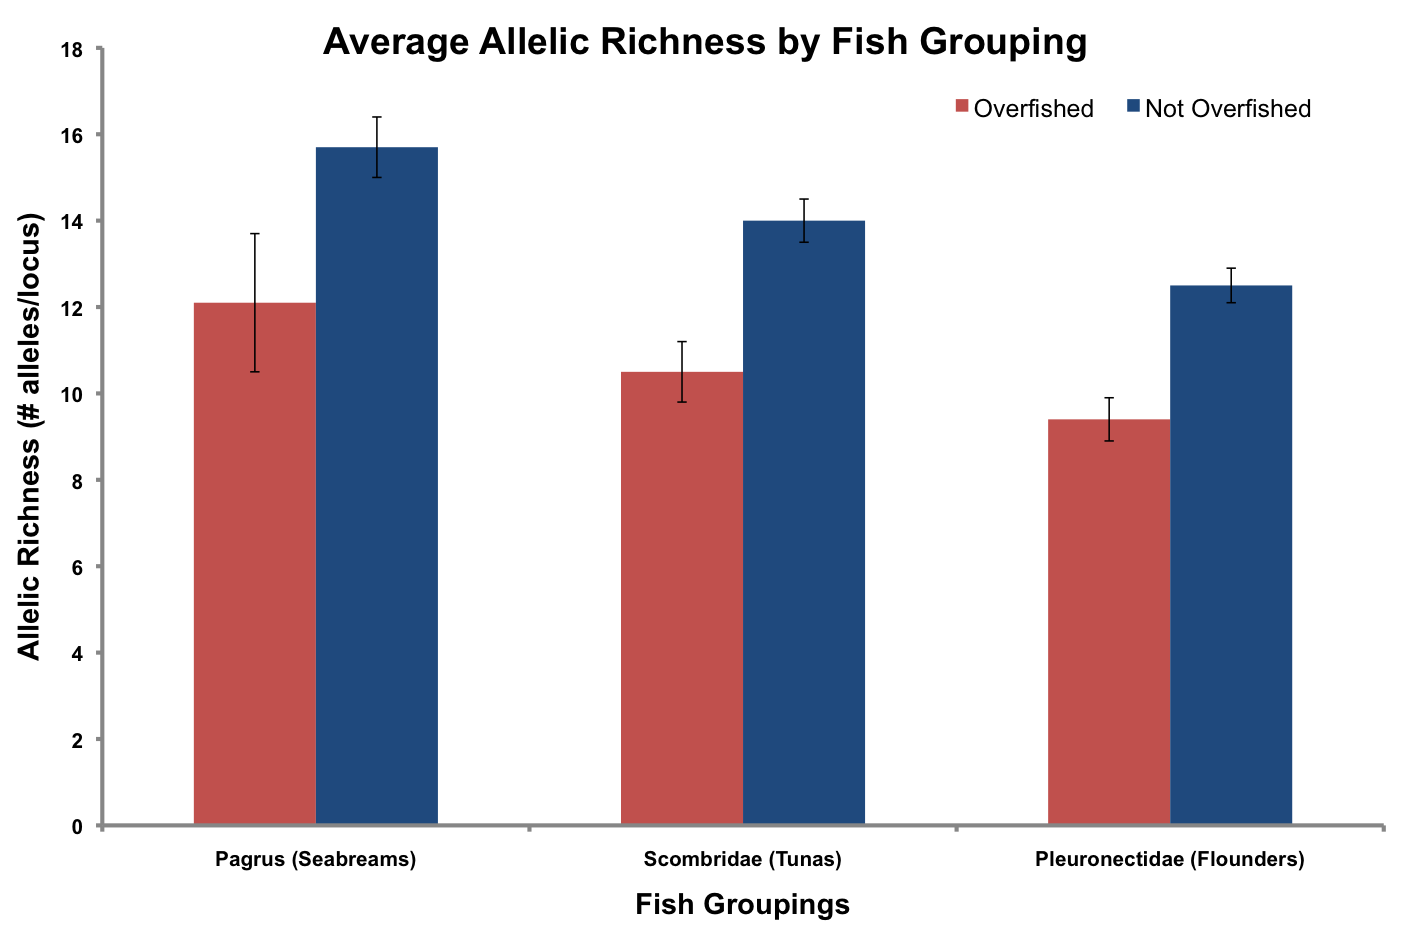 Average Allelic Richness by Fish Grouping
Overfished
Not Overfished
Allelic Richness (# alleles/locus)
18
16
14
12
10
8
6
4
2
0
Pagrus (Seabreams)
Scombridae (Tunas)
Pleuronectidae (Flounders)
Fish Groupings